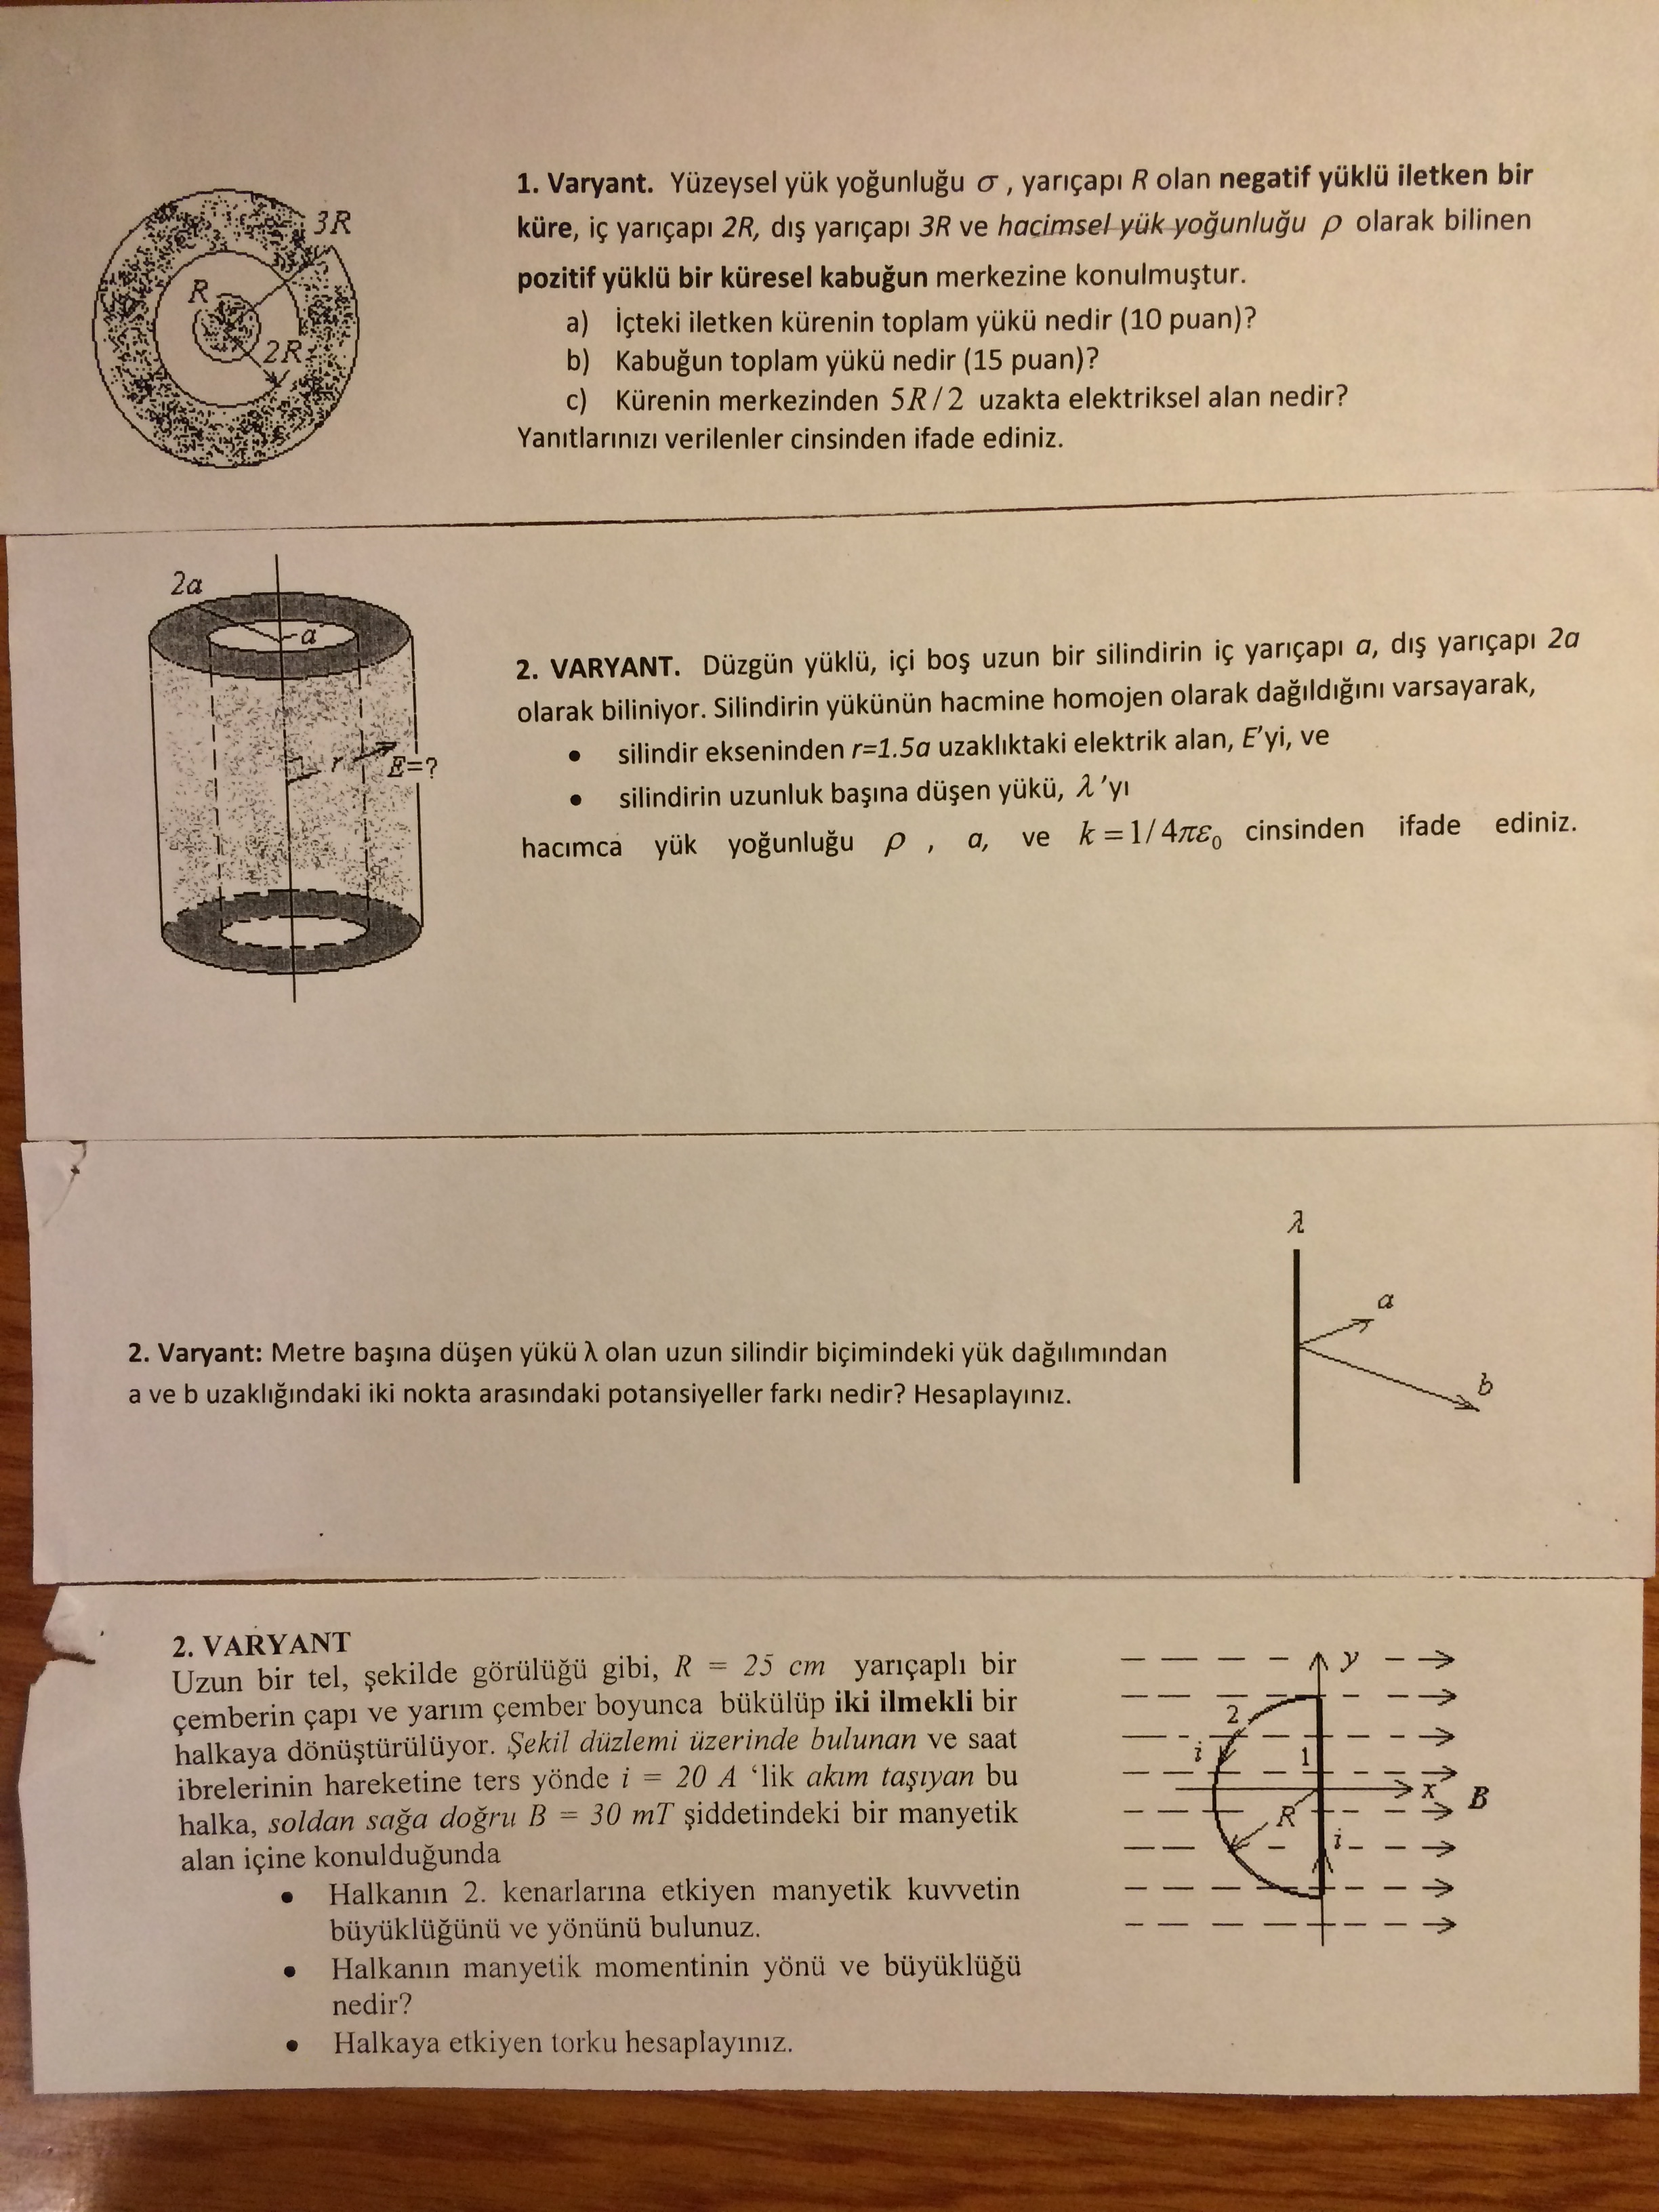 1. Varyant. Yüzeysel yük yoğunluğu σ , yarıçapı R olan negatif yüklü iletken bir
küre, iç yarıçapı 2R, dış yarıçapı 3R ve hacimsel yük yoğunluğu ρ olarak bilinen
pozitif yüklü bir küresel kabuğun merkezine konulmuştur.
a) İçteki iletken kürenin toplam yükü nedir (10 puan)?
b) Kabuğun toplam yükü nedir (15 puan)?
c) Kürenin merkezinden 5R/2 uzakta elektriksel alan nedir?
Yanıtlarınızı verilenler cinsinden ifade ediniz.
3R
R
2R
2a
a
r
E=?
2. VARYANT. Düzgün yüklü, içi boş uzun bir silindirin iç yarıçapı a, dış yarıçapı 2a
olarak biliniyor. Silindirin yükünün hacmine homojen olarak dağıldığını varsayarak,
• silindir ekseninden r=1.5a uzaklıktaki elektrik alan, E'yi, ve
• silindirin uzunluk başına düşen yükü, λ'yı
hacımca yük yoğunluğu ρ , a, ve k = 1/4πε₀ cinsinden ifade ediniz.
λ
a
b
2. Varyant: Metre başına düşen yükü λ olan uzun silindir biçimindeki yük dağılımından
a ve b uzaklığındaki iki nokta arasındaki potansiyeller farkı nedir? Hesaplayınız.
2. VARYANT
Uzun bir tel, şekilde görülüğü gibi, R = 25 cm yarıçaplı bir
çemberin çapı ve yarım çember boyunca bükülüp iki ilmekli bir
halkaya dönüştürülüyor. Şekil düzlemi üzerinde bulunan ve saat
ibrelerinin hareketine ters yönde i = 20 A 'lik akım taşıyan bu
halka, soldan sağa doğru B = 30 mT şiddetindeki bir manyetik
alan içine konulduğunda
• Halkanın 2. kenarlarına etkiyen manyetik kuvvetin
büyüklüğünü ve yönünü bulunuz.
• Halkanın manyetik momentinin yönü ve büyüklüğü
nedir?
• Halkaya etkiyen torku hesaplayınız.
y
2
i
1
x
B
R
i